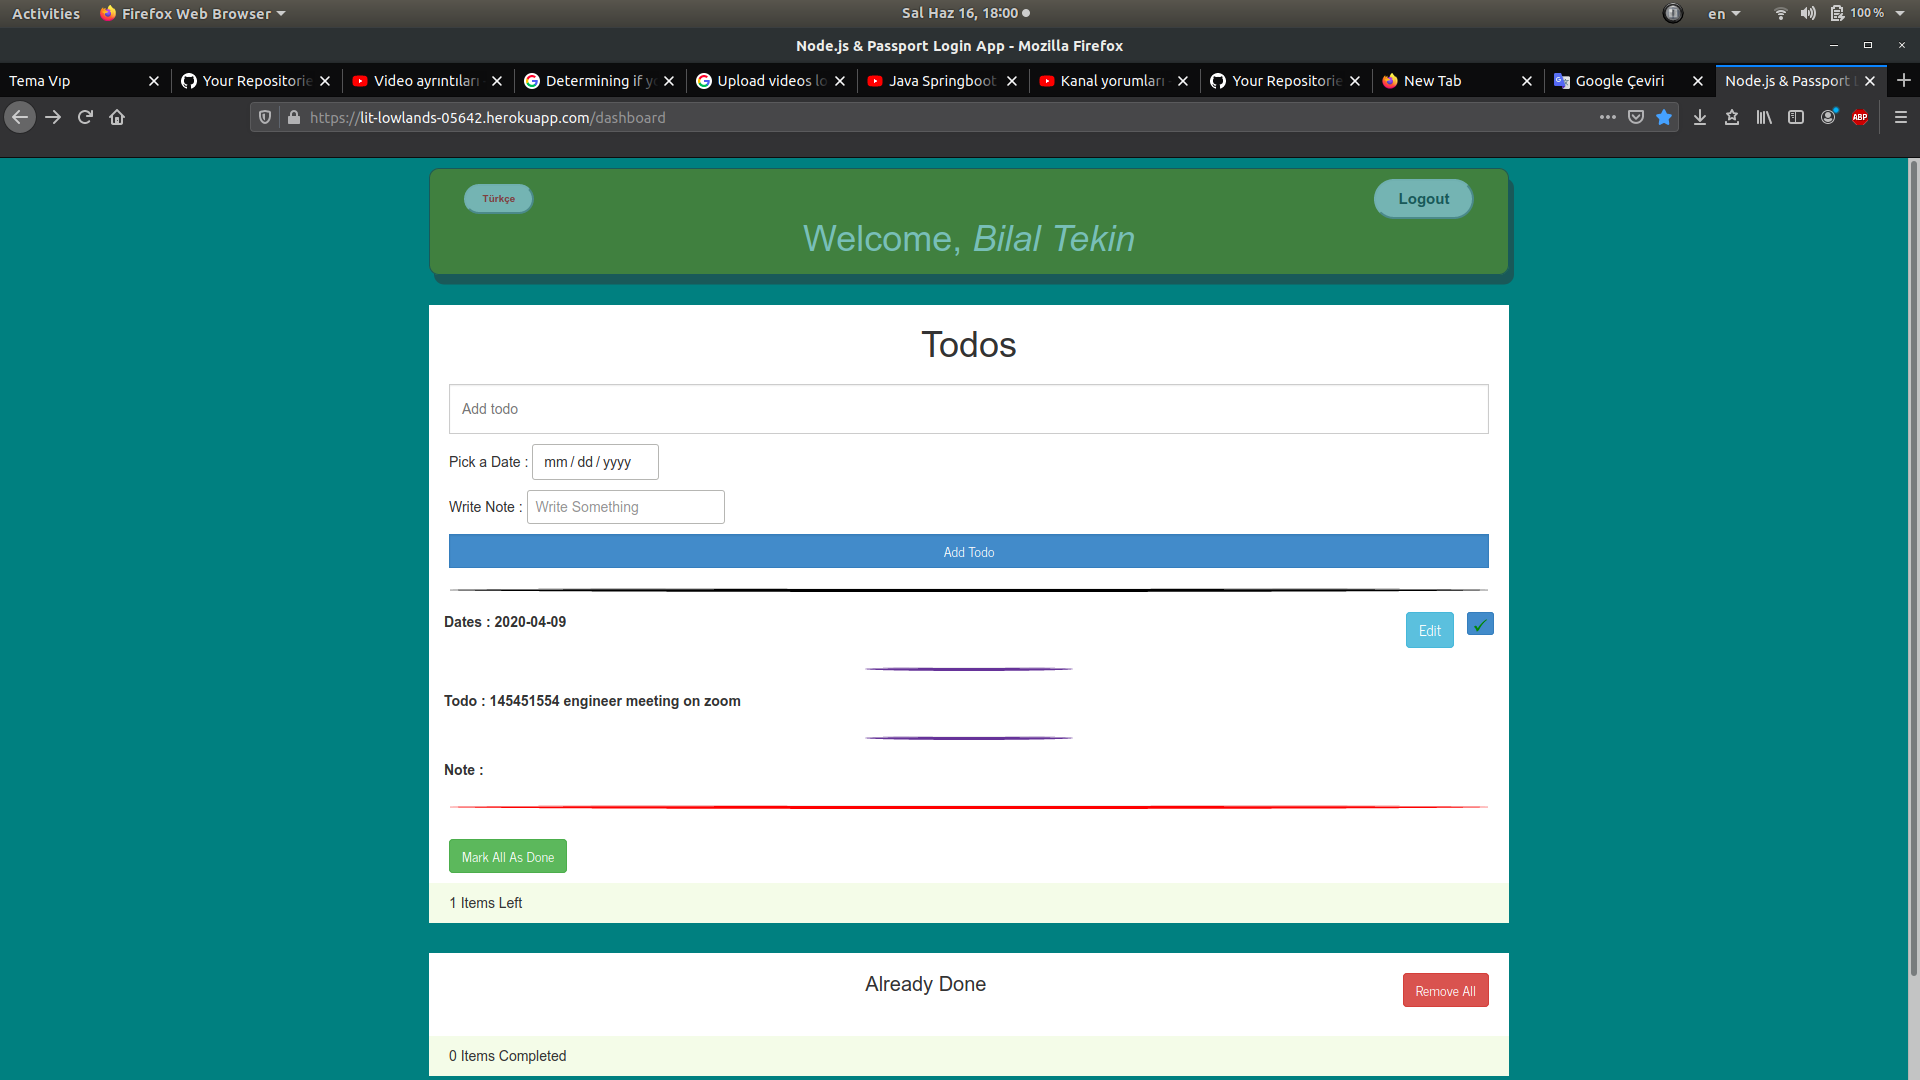 Activities Firefox Web Browser Sal Haz 16, 18:00 en 100%
Node.js & Passport Login App - Mozilla Firefox
Tema Vıp Your Repositorie Video ayrıntıları Determining if yo Upload videos lo Java Springboot Kanal yorumları - Your Repositorie New Tab Google Çeviri Node.js & Passport L
https://lit-lowlands-05642.herokuapp.com/dashboard ABP
Türkçe Logout
Welcome, Bilal Tekin
Todos
Add todo
Pick a Date : mm / dd / yyyy
Write Note : Write Something
Add Todo
Dates : 2020-04-09 Edit
Todo : 145451554 engineer meeting on zoom
Note :
Mark All As Done
1 Items Left
Already Done Remove All
0 Items Completed